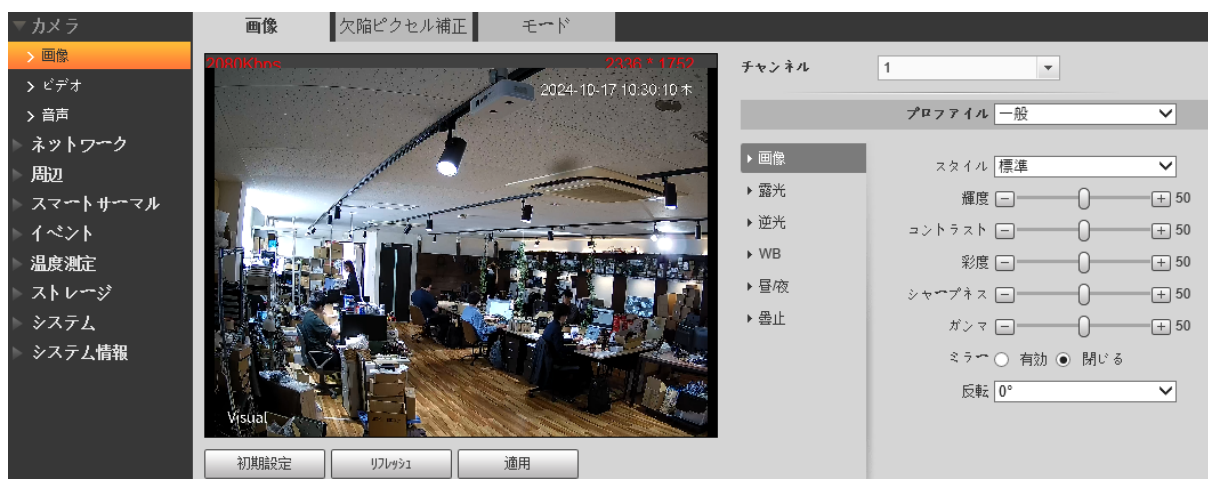 カメラ
画像
ビデオ
音声
ネットワーク
周辺
スマートサーマル
イベント
温度測定
ストレージ
システム
システム情報
画像 欠陥ピクセル補正 モード
2080Kbps 2336 * 1752
2024-10-17 10:30:10 木
Visual
初期設定 リフレッシュ 適用
チャンネル 1
プロファイル 一般
画像
露光
逆光
WB
昼/夜
曇止
スタイル 標準
輝度 50
コントラスト 50
彩度 50
シャープネス 50
ガンマ 50
ミラー 有効 閉じる
反転 0°